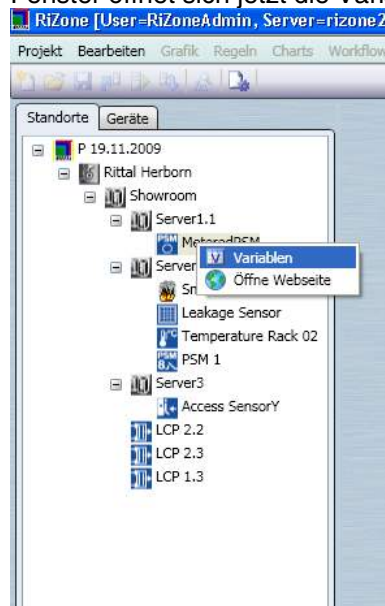 RiZone [User=RiZoneAdmin, Server=rizone2
Projekt Bearbeiten Grafik Regeln Charts Workflow
Standorte Geräte
P 19.11.2009
Rittal Herborn
Showroom
Server1.1
MeteredPSM
Variablen
Server
Öffne Webseite
Leakage Sensor
Temperature Rack 02
PSM 1
Server3
Access SensorY
LCP 2.2
LCP 2.3
LCP 1.3